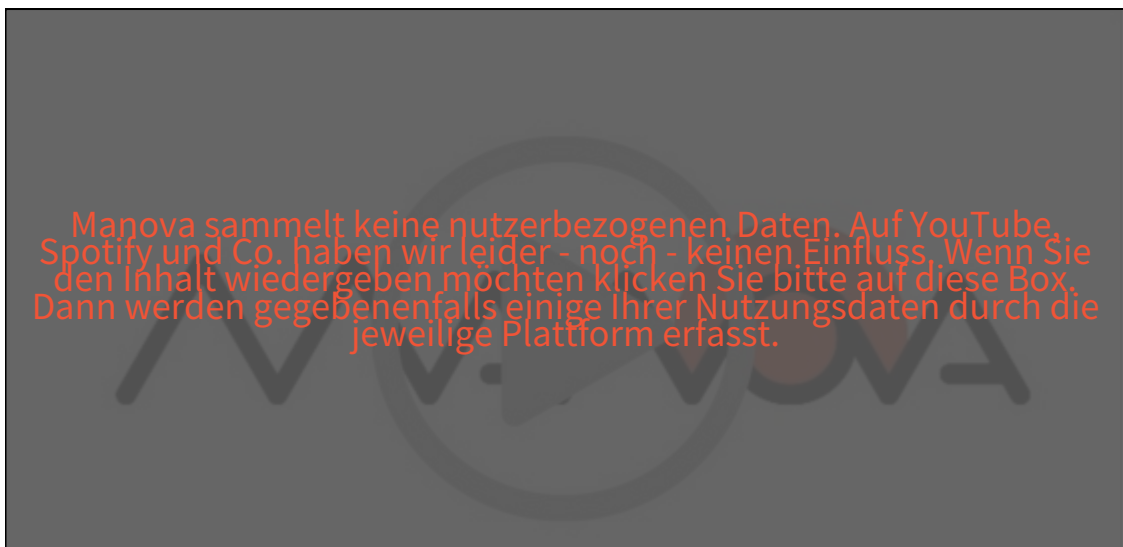 Manova sammelt keine nutzerbezogenen Daten. Auf YouTube,
Spotify und Co. haben wir leider - noch - keinen Einfluss. Wenn Sie
den Inhalt wiedergeben möchten klicken Sie bitte auf diese Box.
Dann werden gegebenenfalls einige Ihrer Nutzungsdaten durch die
jeweilige Plattform erfasst.
MANOVA